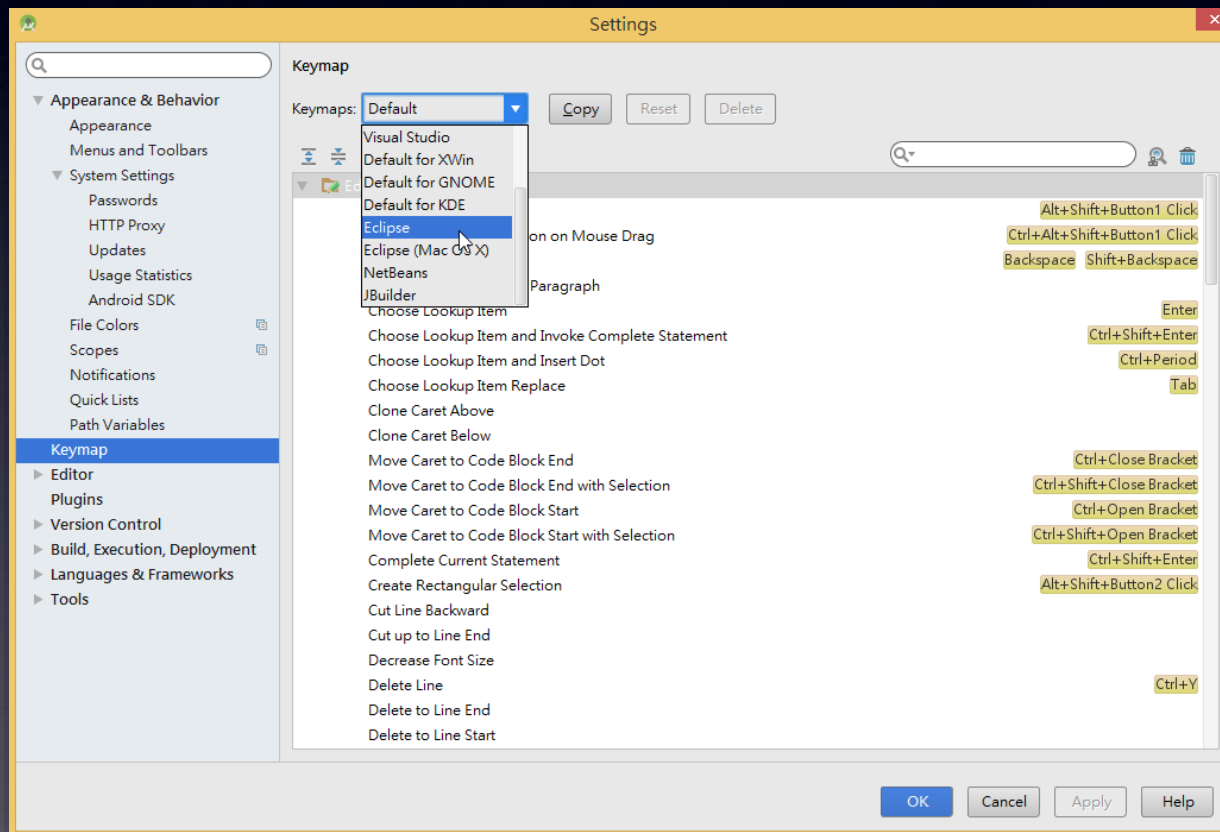 Settings
Keymap
Appearance & Behavior
Appearance
Menus and Toolbars
System Settings
Passwords
HTTP Proxy
Updates
Usage Statistics
Android SDK
File Colors
Scopes
Notifications
Quick Lists
Path Variables
Keymap
Editor
Plugins
Version Control
Build, Execution, Deployment
Languages & Frameworks
Tools
Keymaps: Default Copy Reset Delete
Visual Studio
Default for XWin
Default for GNOME
Default for KDE
Eclipse
Eclipse (Mac OS X)
NetBeans
JBuilder
Alt+Shift+Button1 Click
on on Mouse Drag Ctrl+Alt+Shift+Button1 Click
Backspace Shift+Backspace
Paragraph
Choose Lookup Item Enter
Choose Lookup Item and Invoke Complete Statement Ctrl+Shift+Enter
Choose Lookup Item and Insert Dot Ctrl+Period
Choose Lookup Item Replace Tab
Clone Caret Above
Clone Caret Below
Move Caret to Code Block End Ctrl+Close Bracket
Move Caret to Code Block End with Selection Ctrl+Shift+Close Bracket
Move Caret to Code Block Start Ctrl+Open Bracket
Move Caret to Code Block Start with Selection Ctrl+Shift+Open Bracket
Complete Current Statement Ctrl+Shift+Enter
Create Rectangular Selection Alt+Shift+Button2 Click
Cut Line Backward
Cut up to Line End
Decrease Font Size
Delete Line Ctrl+Y
Delete to Line End
Delete to Line Start
OK Cancel Apply Help